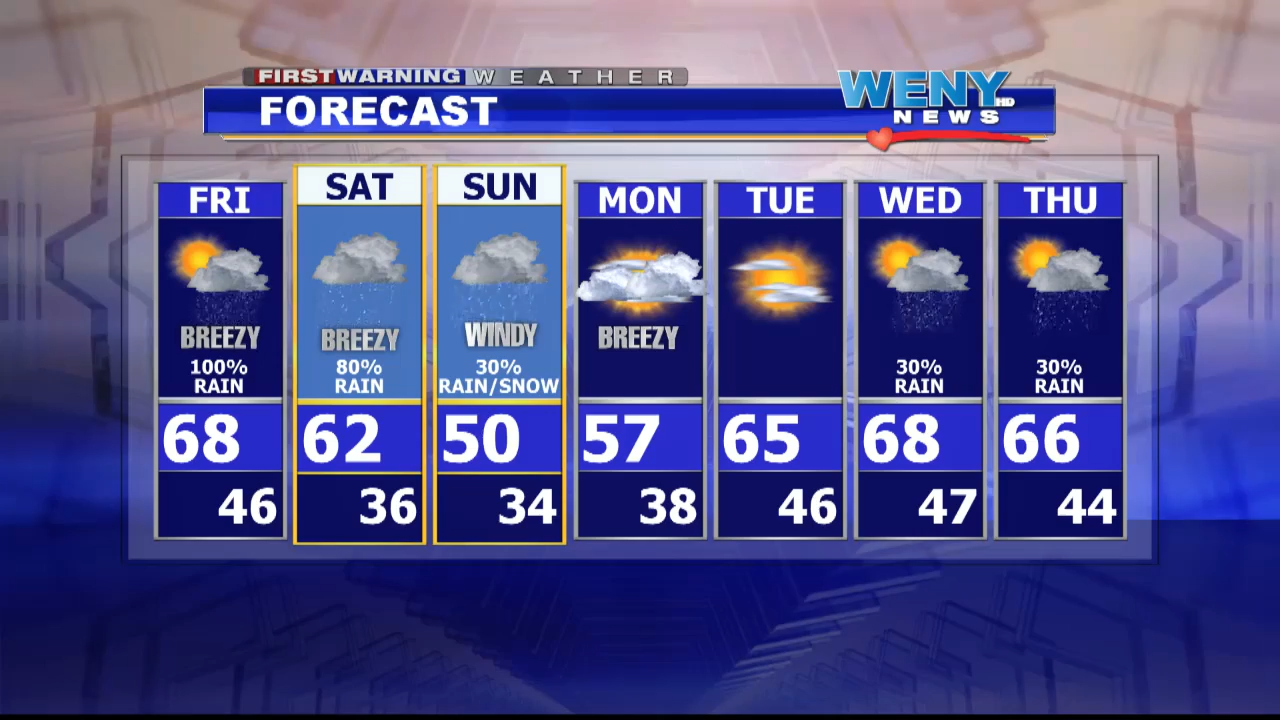 FIRST WARNING WEATHER
FORECAST
WENY HD
NEWS
FRI
BREEZY
100%
RAIN
68
46
SAT
BREEZY
80%
RAIN
62
36
SUN
WINDY
30%
RAIN/SNOW
50
34
MON
BREEZY
57
38
TUE
65
46
WED
30%
RAIN
68
47
THU
30%
RAIN
66
44